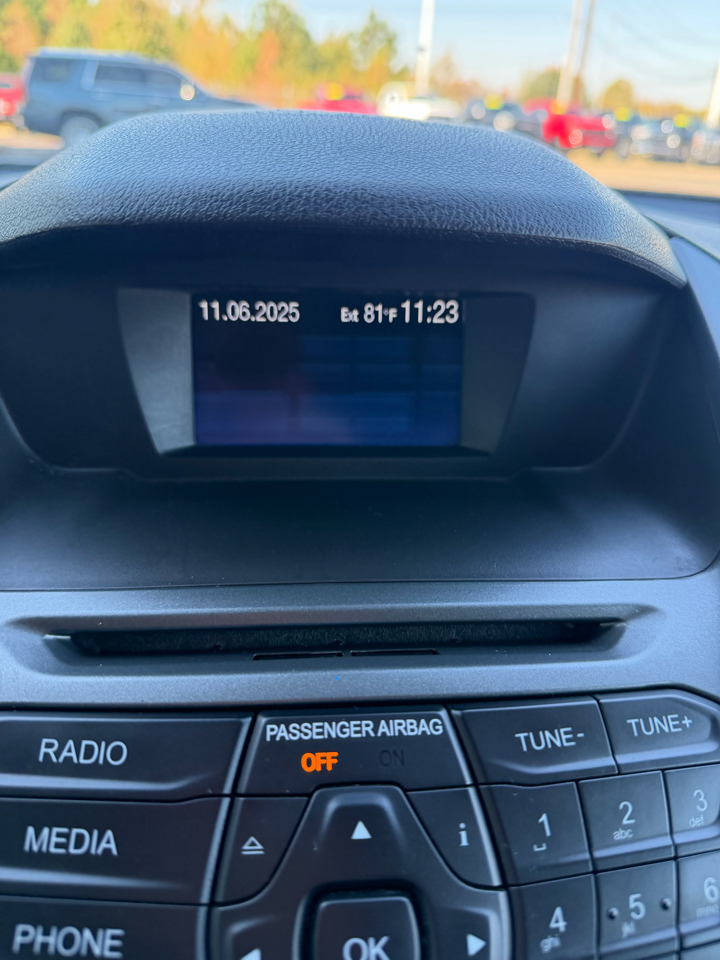 11.06.2025 Ext 81°F 11:23
PASSENGER AIRBAG
OFF ON
RADIO
TUNE-
TUNE+
MEDIA
i
1
2
abc
3
def
PHONE
OK
4
ghi
5
jkl
6